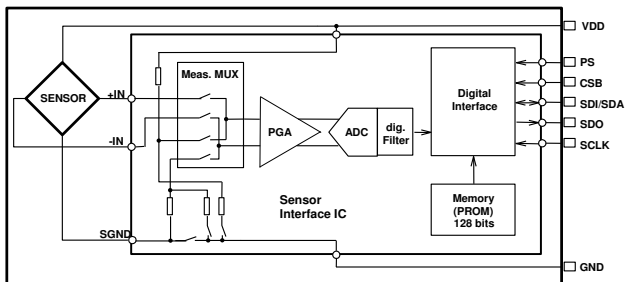 VDD
PS
Meas. MUX
CSB
+IN
SENSOR
Digital
Interface
SDI/SDA
PGA
ADC
dig.
Filter
SDO
-IN
SCLK
Sensor
Interface IC
Memory
(PROM)
128 bits
SGND
GND